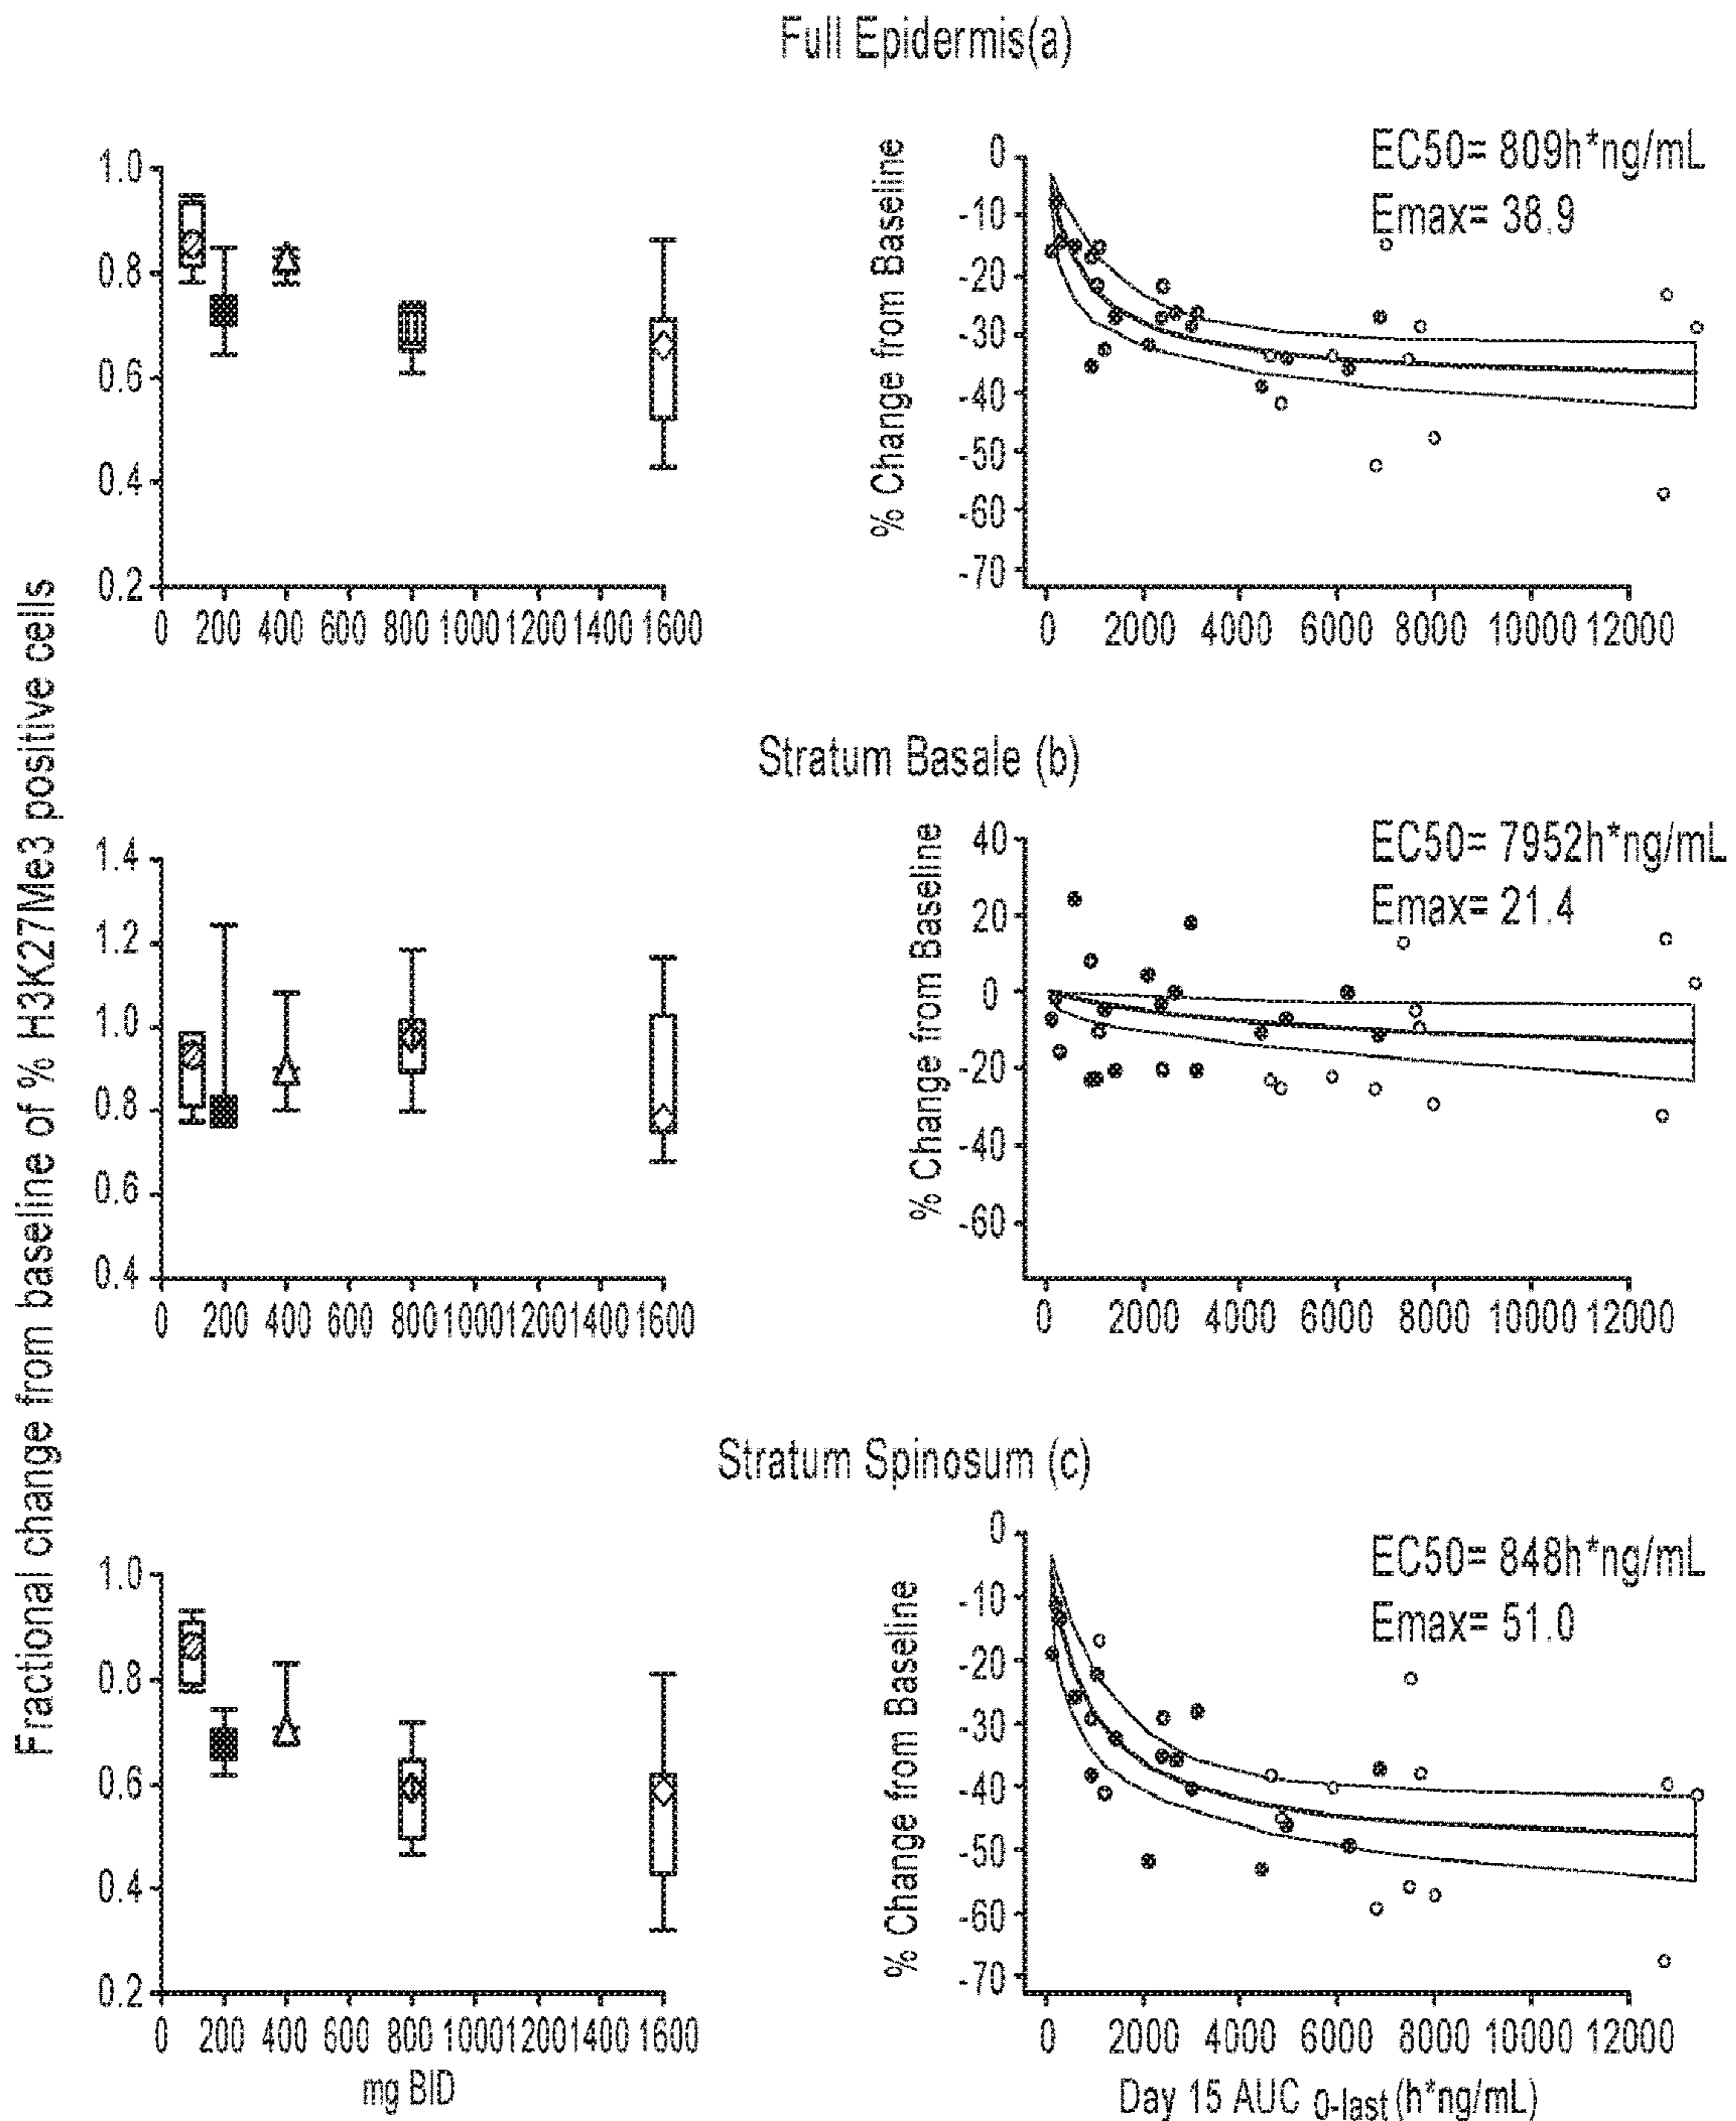 Full Epidermis(a)
Fractional change from baseline of % H3K27Me3 positive cells
1.0
0.8
0.6
0.4
0.2
0 200 400 600 800 1000 1200 1400 1600
% Change from Baseline
0
-10
-20
-30
-40
-50
-60
-70
0 2000 4000 6000 8000 10000 12000
EC50= 809h*ng/mL
Emax= 38.9
Stratum Basale (b)
1.4
1.2
1.0
0.8
0.6
0.4
0 200 400 600 800 1000 1200 1400 1600
% Change from Baseline
40
20
0
-20
-40
-60
0 2000 4000 6000 8000 10000 12000
EC50= 7952h*ng/mL
Emax= 21.4
Stratum Spinosum (c)
1.0
0.8
0.6
0.4
0.2
0 200 400 600 800 1000 1200 1400 1600
mg BID
% Change from Baseline
0
-10
-20
-30
-40
-50
-60
-70
0 2000 4000 6000 8000 10000 12000
EC50= 848h*ng/mL
Emax= 51.0
Day 15 AUC 0-last (h*ng/mL)